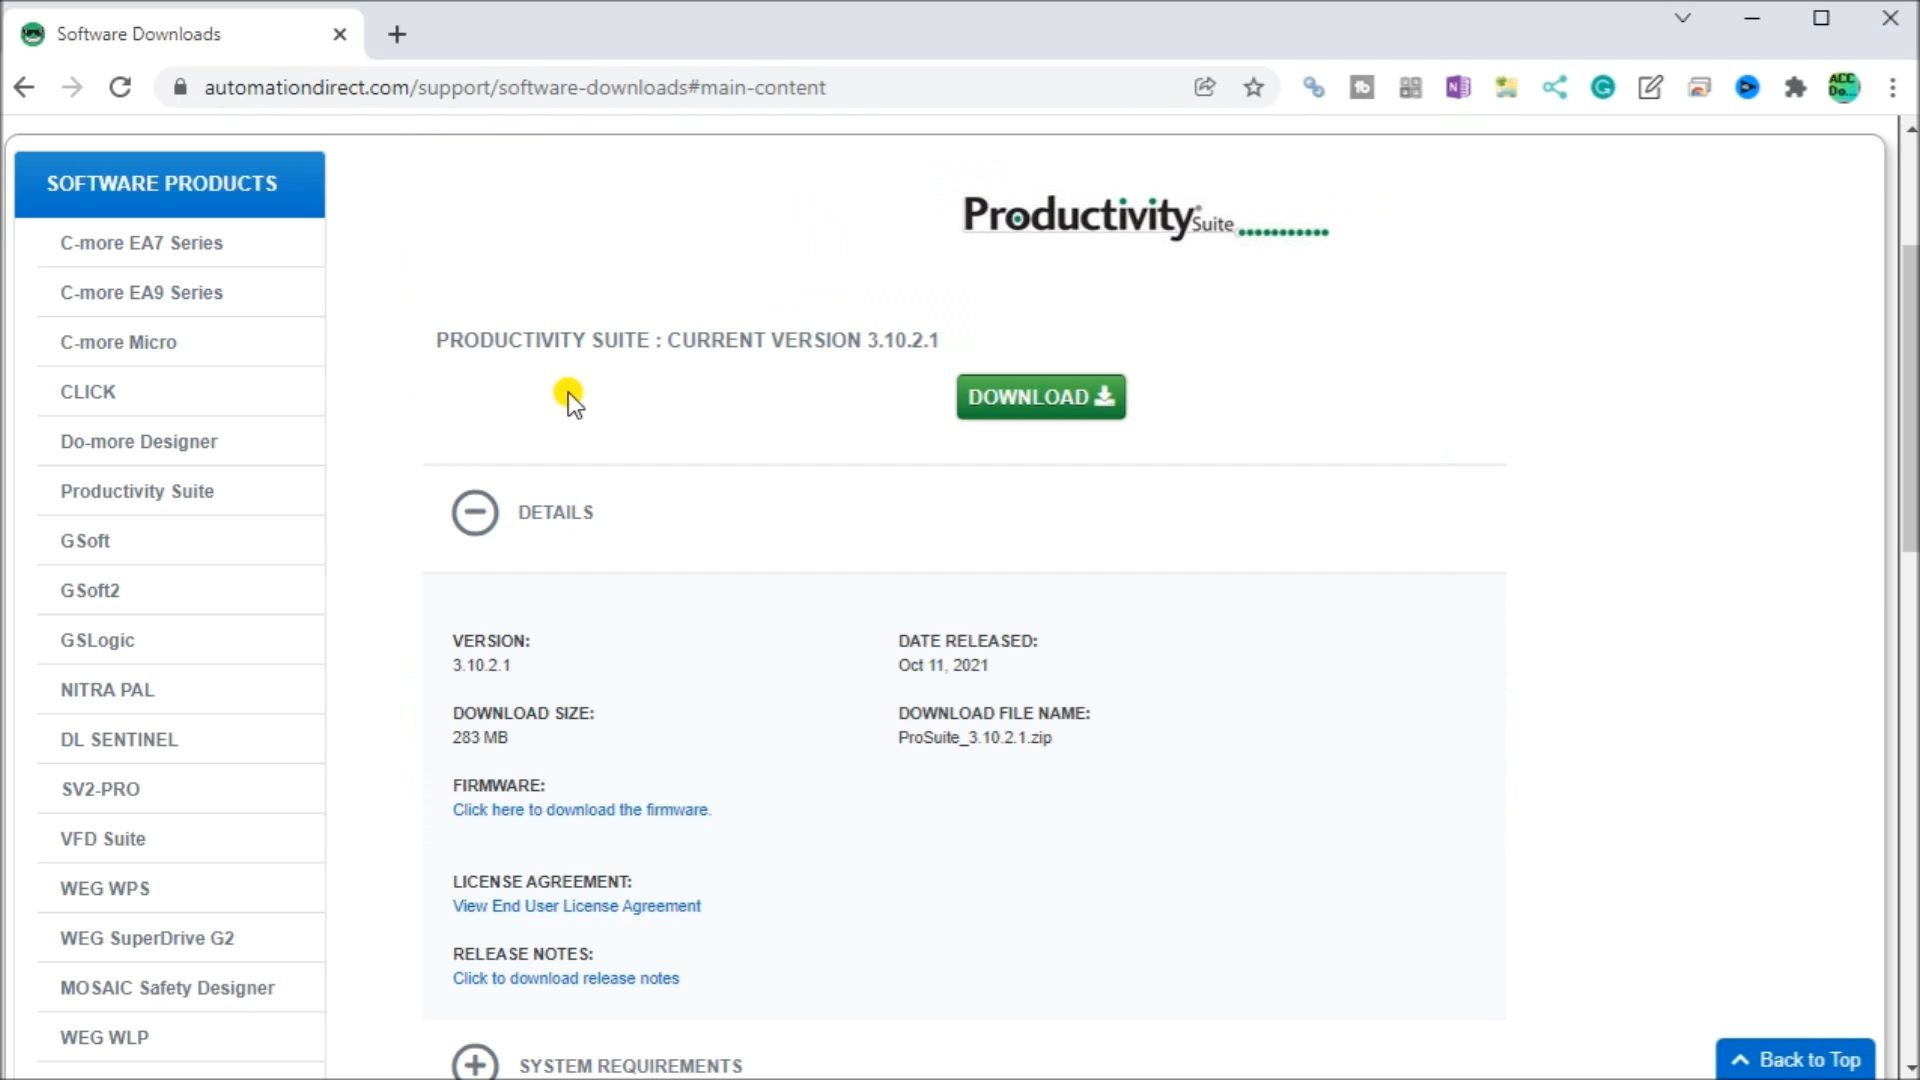 Software Downloads
automationdirect.com/support/software-downloads#main-content
SOFTWARE PRODUCTS
C-more EA7 Series
C-more EA9 Series
C-more Micro
CLICK
Do-more Designer
Productivity Suite
GSoft
GSoft2
GSLogic
NITRA PAL
DL SENTINEL
SV2-PRO
VFD Suite
WEG WPS
WEG SuperDrive G2
MOSAIC Safety Designer
WEG WLP
Productivity Suite
PRODUCTIVITY SUITE : CURRENT VERSION 3.10.2.1
DOWNLOAD
DETAILS
VERSION:
3.10.2.1
DATE RELEASED:
Oct 11, 2021
DOWNLOAD SIZE:
283 MB
DOWNLOAD FILE NAME:
ProSuite_3.10.2.1.zip
FIRMWARE:
Click here to download the firmware.
LICENSE AGREEMENT:
View End User License Agreement
RELEASE NOTES:
Click to download release notes
SYSTEM REQUIREMENTS
Back to Top